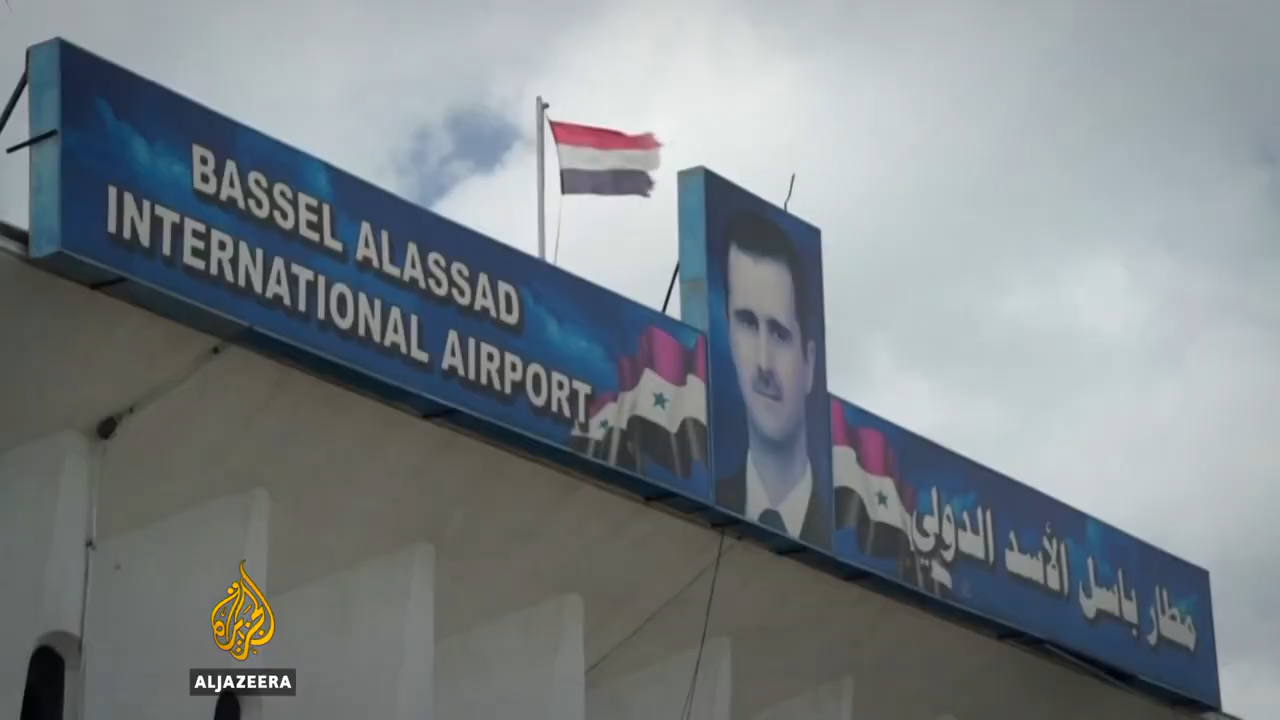 BASSEL ALASSAD
INTERNATIONAL AIRPORT
مطار باسل الأسد الدولي
الجزيرة
ALJAZEERA